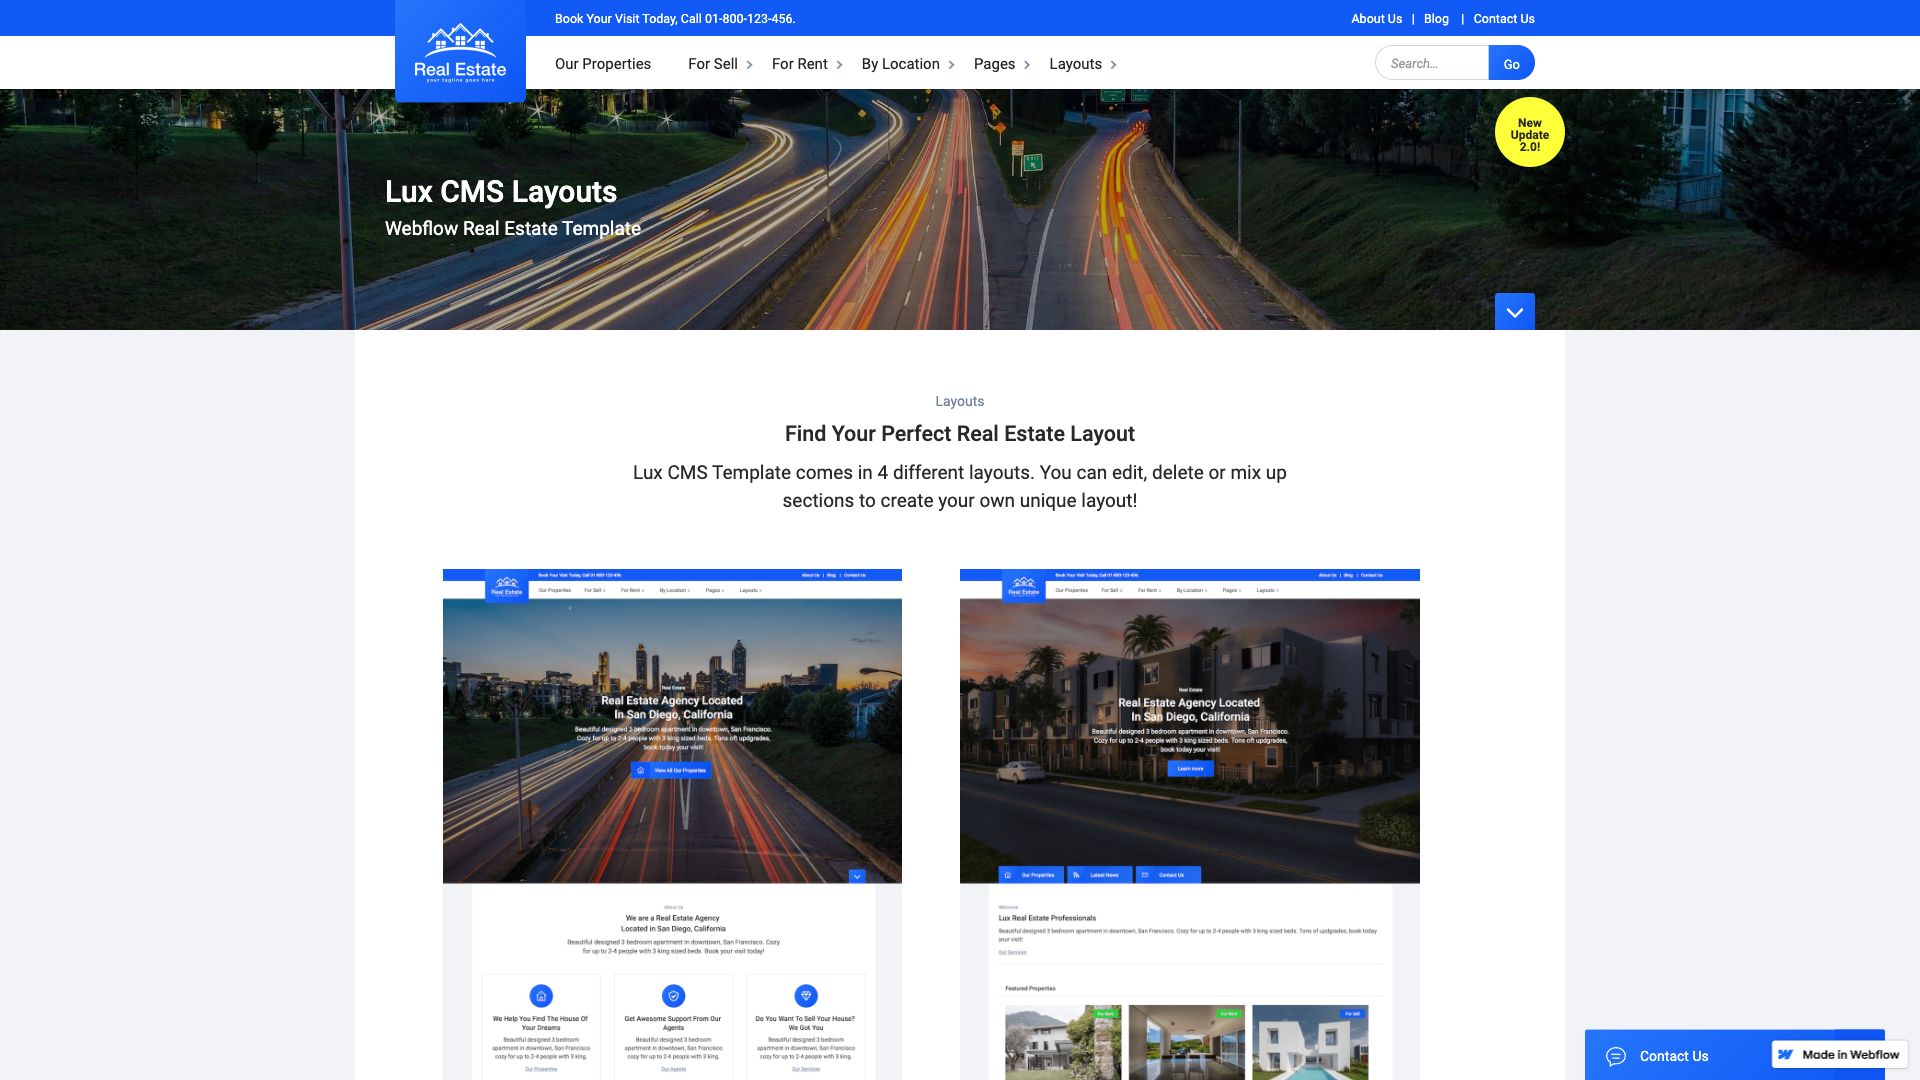 Book Your Visit Today, Call 01-800-123-456.
About Us | Blog | Contact Us
Real Estate
your tagline goes here
Our Properties For Sell For Rent By Location Pages Layouts
Search...
Go
New
Update
2.0!
EXIT
Lux CMS Layouts
Webflow Real Estate Template
Layouts
Find Your Perfect Real Estate Layout
Lux CMS Template comes in 4 different layouts. You can edit, delete or mix up
sections to create your own unique layout!
Book Your Visit Today, Call 01-800-123-456.
About Us | Blog | Contact Us
Real Estate
Our Properties For Sell For Rent By Location Pages Layouts
Real Estate
Real Estate Agency Located
In San Diego, California
Beautiful designed 3 bedroom apartment in downtown, San Francisco.
Cozy for up to 2-4 people with 3 king sized beds. Tons oft updgrades,
book today your visit!
View All Our Properties
About Us
We are a Real Estate Agency
Located in San Diego, California
Beautiful designed 3 bedroom apartment in downtown, San Francisco. Cozy
for up to 2-4 people with 3 king sized beds. Book your visit today!
We Help You Find The House Of
Your Dreams
Beautiful designed 3 bedroom
apartment in downtown, San Francisco
cozy for up to 2-4 people with 3 king.
Our Properties
Get Awesome Support From Our
Agents
Beautiful designed 3 bedroom
apartment in downtown, San Francisco
cozy for up to 2-4 people with 3 king.
Our Agents
Do You Want To Sell Your House?
We Got You
Beautiful designed 3 bedroom
apartment in downtown, San Francisco
cozy for up to 2-4 people with 3 king.
Our Services
Book Your Visit Today, Call 01-800-123-456.
About Us | Blog | Contact Us
Real Estate
Our Properties For Sell For Rent By Location Pages Layouts
Real Estate
Real Estate Agency Located
In San Diego, California
Beautiful designed 3 bedroom apartment in downtown, San Francisco.
Cozy for up to 2-4 people with 3 king sized beds. Tons oft updgrades,
book today your visit!
Learn more
Our Properties
Latest News
Contact Us
Welcome
Lux Real Estate Professionals
Beautiful designed 3 bedroom apartment in downtown, San Francisco. Cozy for up to 2-4 people with 3 king sized beds. Tons of updgrades, book today
your visit!
Our Services
Featured Properties
For Rent
For Rent
For Sell
Contact Us
Made in Webflow